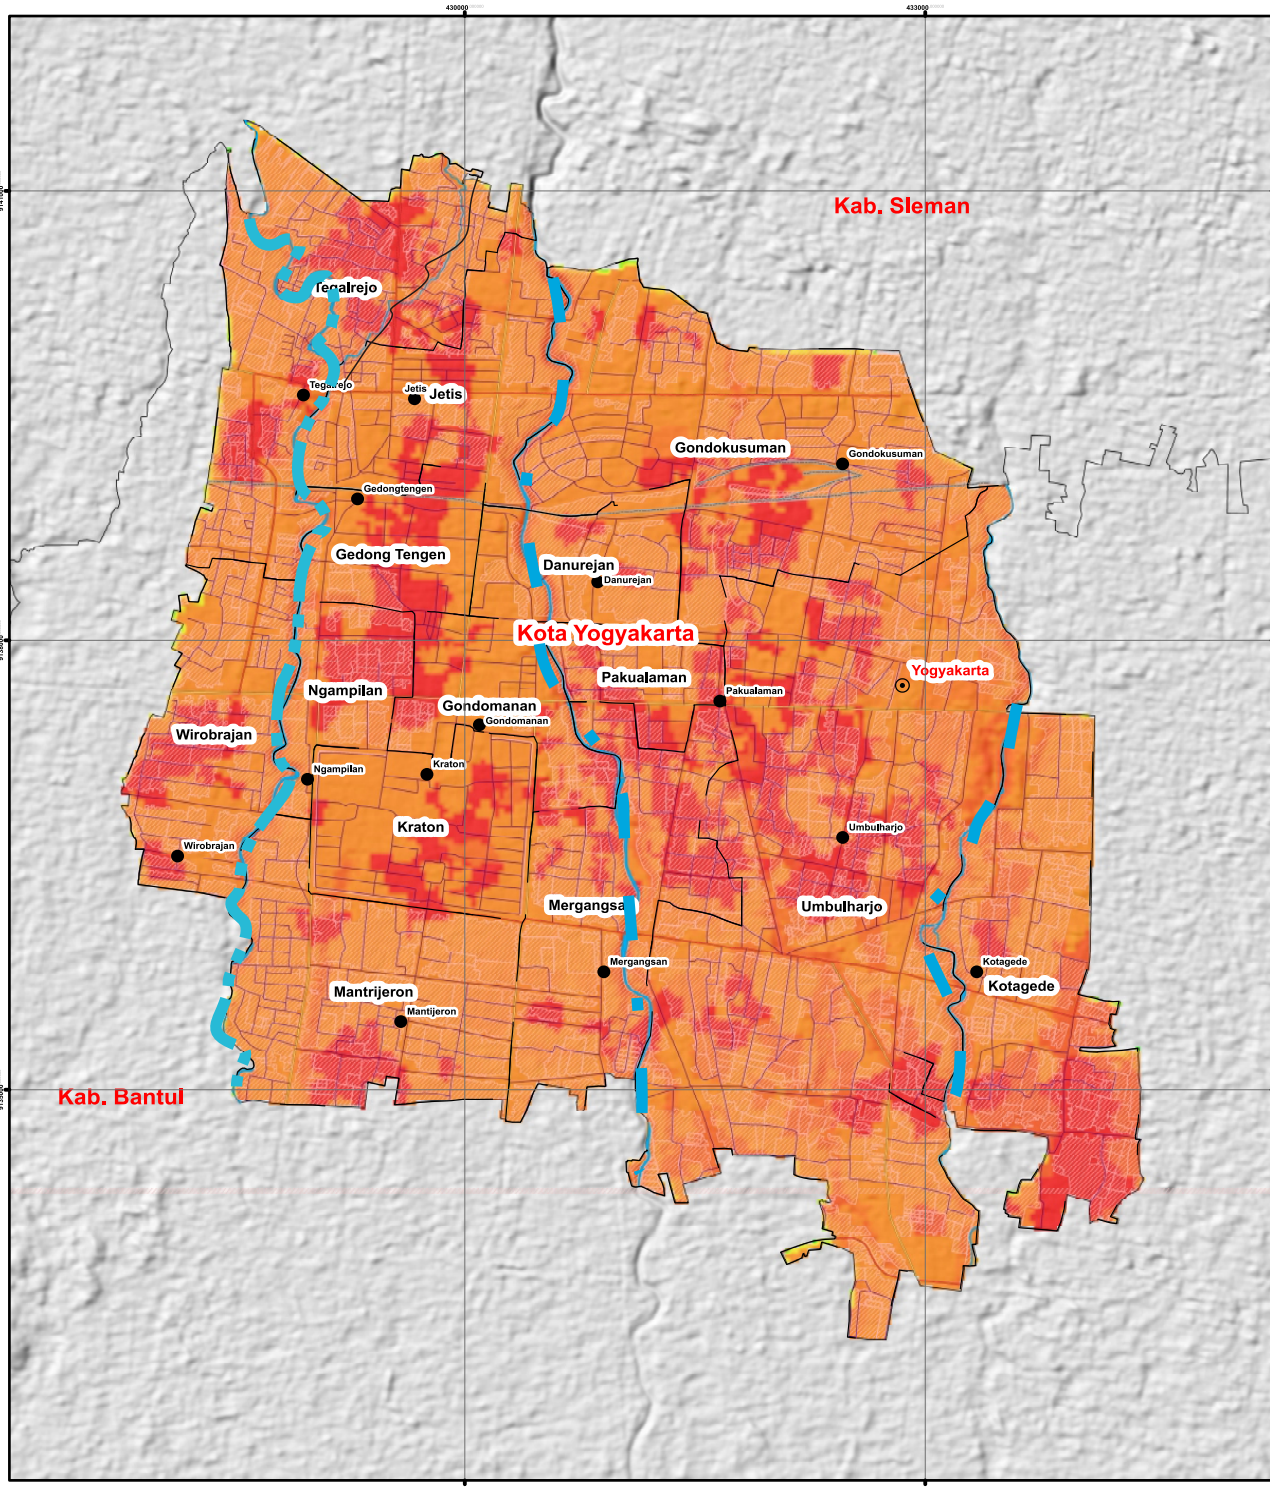 430000
433000
Kab. Sleman
Tegalrejo
Tegalrejo
Jetis
Jetis
Gondokusuman
Gondokusuman
Gedongtengen
Gedong Tengen
Danurejan
Danurejan
Kota Yogyakarta
Yogyakarta
Pakualaman
Pakualaman
Ngampilan
Gondomanan
Gondomanan
Wirobrajan
Kraton
Ngampilan
Kraton
Umbulharjo
Wirobrajan
Mergangsan
Umbulharjo
Mergangsan
Kotagede
Kotagede
Mantrijeron
Mantijeron
Kab. Bantul